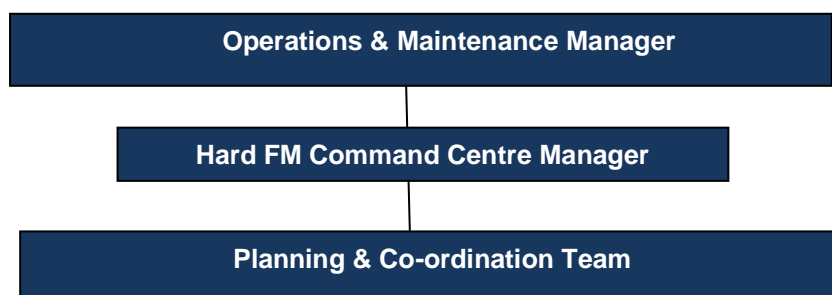 Operations & Maintenance Manager
Hard FM Command Centre Manager
Planning & Co-ordination Team